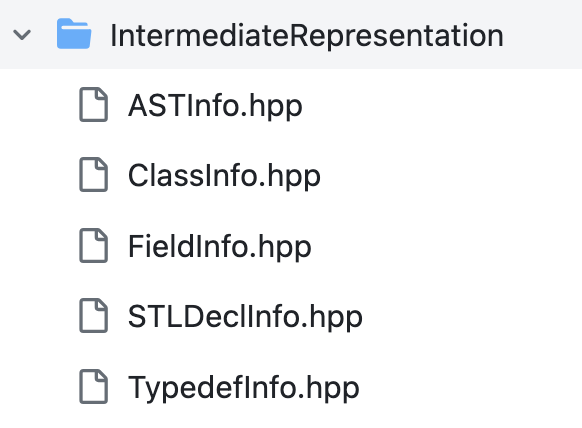 IntermediateRepresentation
ASTInfo.hpp
ClassInfo.hpp
FieldInfo.hpp
STLDeclInfo.hpp
TypedefInfo.hpp